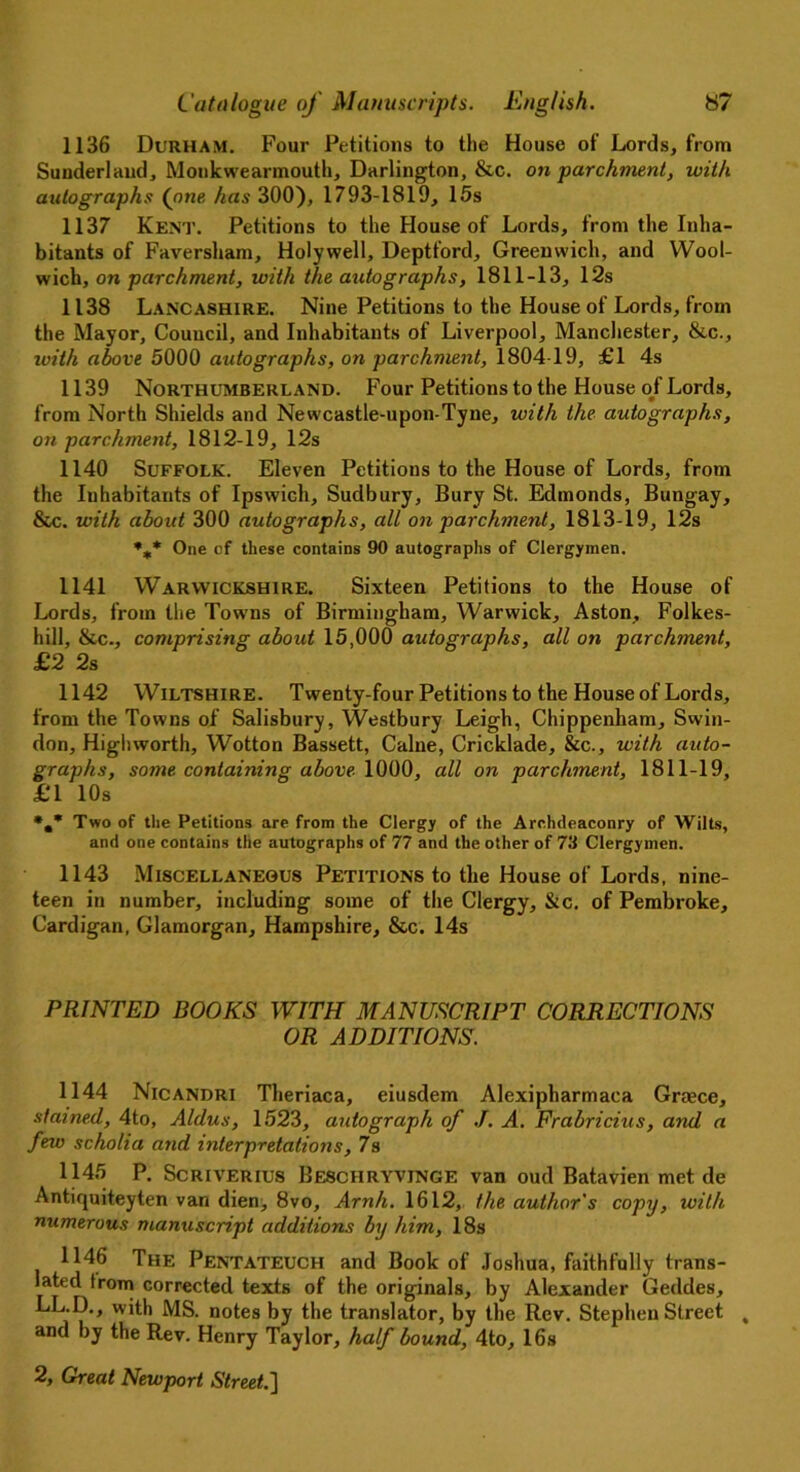 Catalogue of Manuscripts. English. 87
1136 DURHAM. Four Petitions to the House of Lords, from
Sunderland, Monkwearmouth, Darlington, &c. on parchment, with
autographs (one has 300), 1793-1819, 15s
1137 KENT. Petitions to the House of Lords, from the Inha-
bitants of Faversham, Holywell, Deptford, Greenwich, and Wool-
wich, on parchment, with the autographs, 1811-13, 12s
1138 LANCASHIRE. Nine Petitions to the House of Lords, from
the Mayor, Council, and Inhabitants of Liverpool, Manchester, &c.,
with above 5000 autographs, on parchment, 1804-19, £1 4s
1139 NORTHUMBERLAND. Four Petitions to the House of Lords,
from North Shields and Newcastle-upon-Tyne, with the autographs,
on parchment, 1812-19, 12s
1140 SUFFOLK. Eleven Petitions to the House of Lords, from
the Inhabitants of Ipswich, Sudbury, Bury St. Edmonds, Bungay,
&c. with about 300 autographs, all on parchment, 1813-19, 12s
*** One of these contains 90 autographs of Clergymen.
1141 WARWICKSHIRE. Sixteen Petitions to the House of
Lords, from the Towns of Birmingham, Warwick, Aston, Folkes-
hill, &c., comprising about 15,000 autographs, all on parchment,
£2 2s
1142 WILTSHIRE. Twenty-four Petitions to the House of Lords,
from the Towns of Salisbury, Westbury Leigh, Chippenham, Swin-
don, Highworth, Wotton Bassett, Calne, Cricklade, &c., with auto-
graphs, some containing above 1000, all on parchment, 1811-19,
£1 10s
*** Two of the Petitions are from the Clergy of the Archdeaconry of Wilts,
and one contains the autographs of 77 and the other of 73 Clergymen.
1143 MISCELLANEOUS PETITIONS to the House of Lords, nine-
teen in number, including some of the Clergy, &c. of Pembroke,
Cardigan, Glamorgan, Hampshire, &c. 14s
PRINTED BOOKS WITH MANUSCRIPT CORRECTIONS
OR ADDITIONS.
1144 NICANDRI Theriaca, eiusdem Alexipharmaca Græce,
stained, 4to, Aldus, 1523, autograph of J. A. Frabricius, and a
few scholia and interpretations, 7s
1145 P. SCRIVERIUS BESCHRYVINGE van oud Batavien met de
Antiquiteyten van dien, 8vo, Arnh. 1612, the author's copy, with
numerous manuscript additions by him, 18s
1146 THE PENTATEUCH and Book of Joshua, faithfully trans-
lated from corrected texts of the originals, by Alexander Geddes,
LL.D., with MS. notes by the translator, by the Rev. Stephen Street
and by the Rev. Henry Taylor, half bound, 4to, 16s
2, Great Newport Street.]